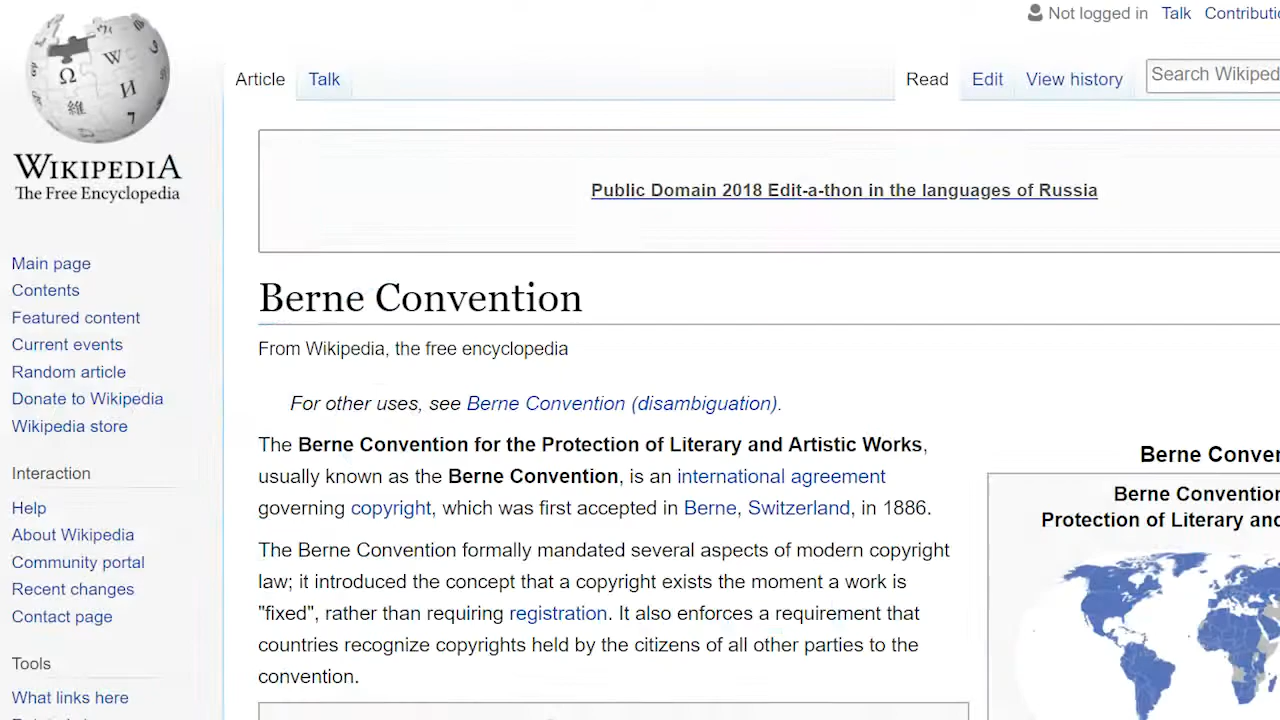 Not logged in Talk
Article Talk Read Edit View history Search
WIKIPEDIA
The Free Encyclopedia
Public Domain 2018 Edit-a-thon in the languages of Russia
Main page
Contents
Featured content
Current events
Random article
Donate to Wikipedia
Wikipedia store
Interaction
Help
About Wikipedia
Community portal
Recent changes
Contact page
Tools
What links here
Berne Convention
From Wikipedia, the free encyclopedia
For other uses, see Berne Convention (disambiguation).
The Berne Convention for the Protection of Literary and Artistic Works,
usually known as the Berne Convention, is an international agreement
governing copyright, which was first accepted in Berne, Switzerland, in 1886.
The Berne Convention formally mandated several aspects of modern copyright
law; it introduced the concept that a copyright exists the moment a work is
"fixed", rather than requiring registration. It also enforces a requirement that
countries recognize copyrights held by the citizens of all other parties to the
convention.
Berne
Berne Convention
Protection of Literary and